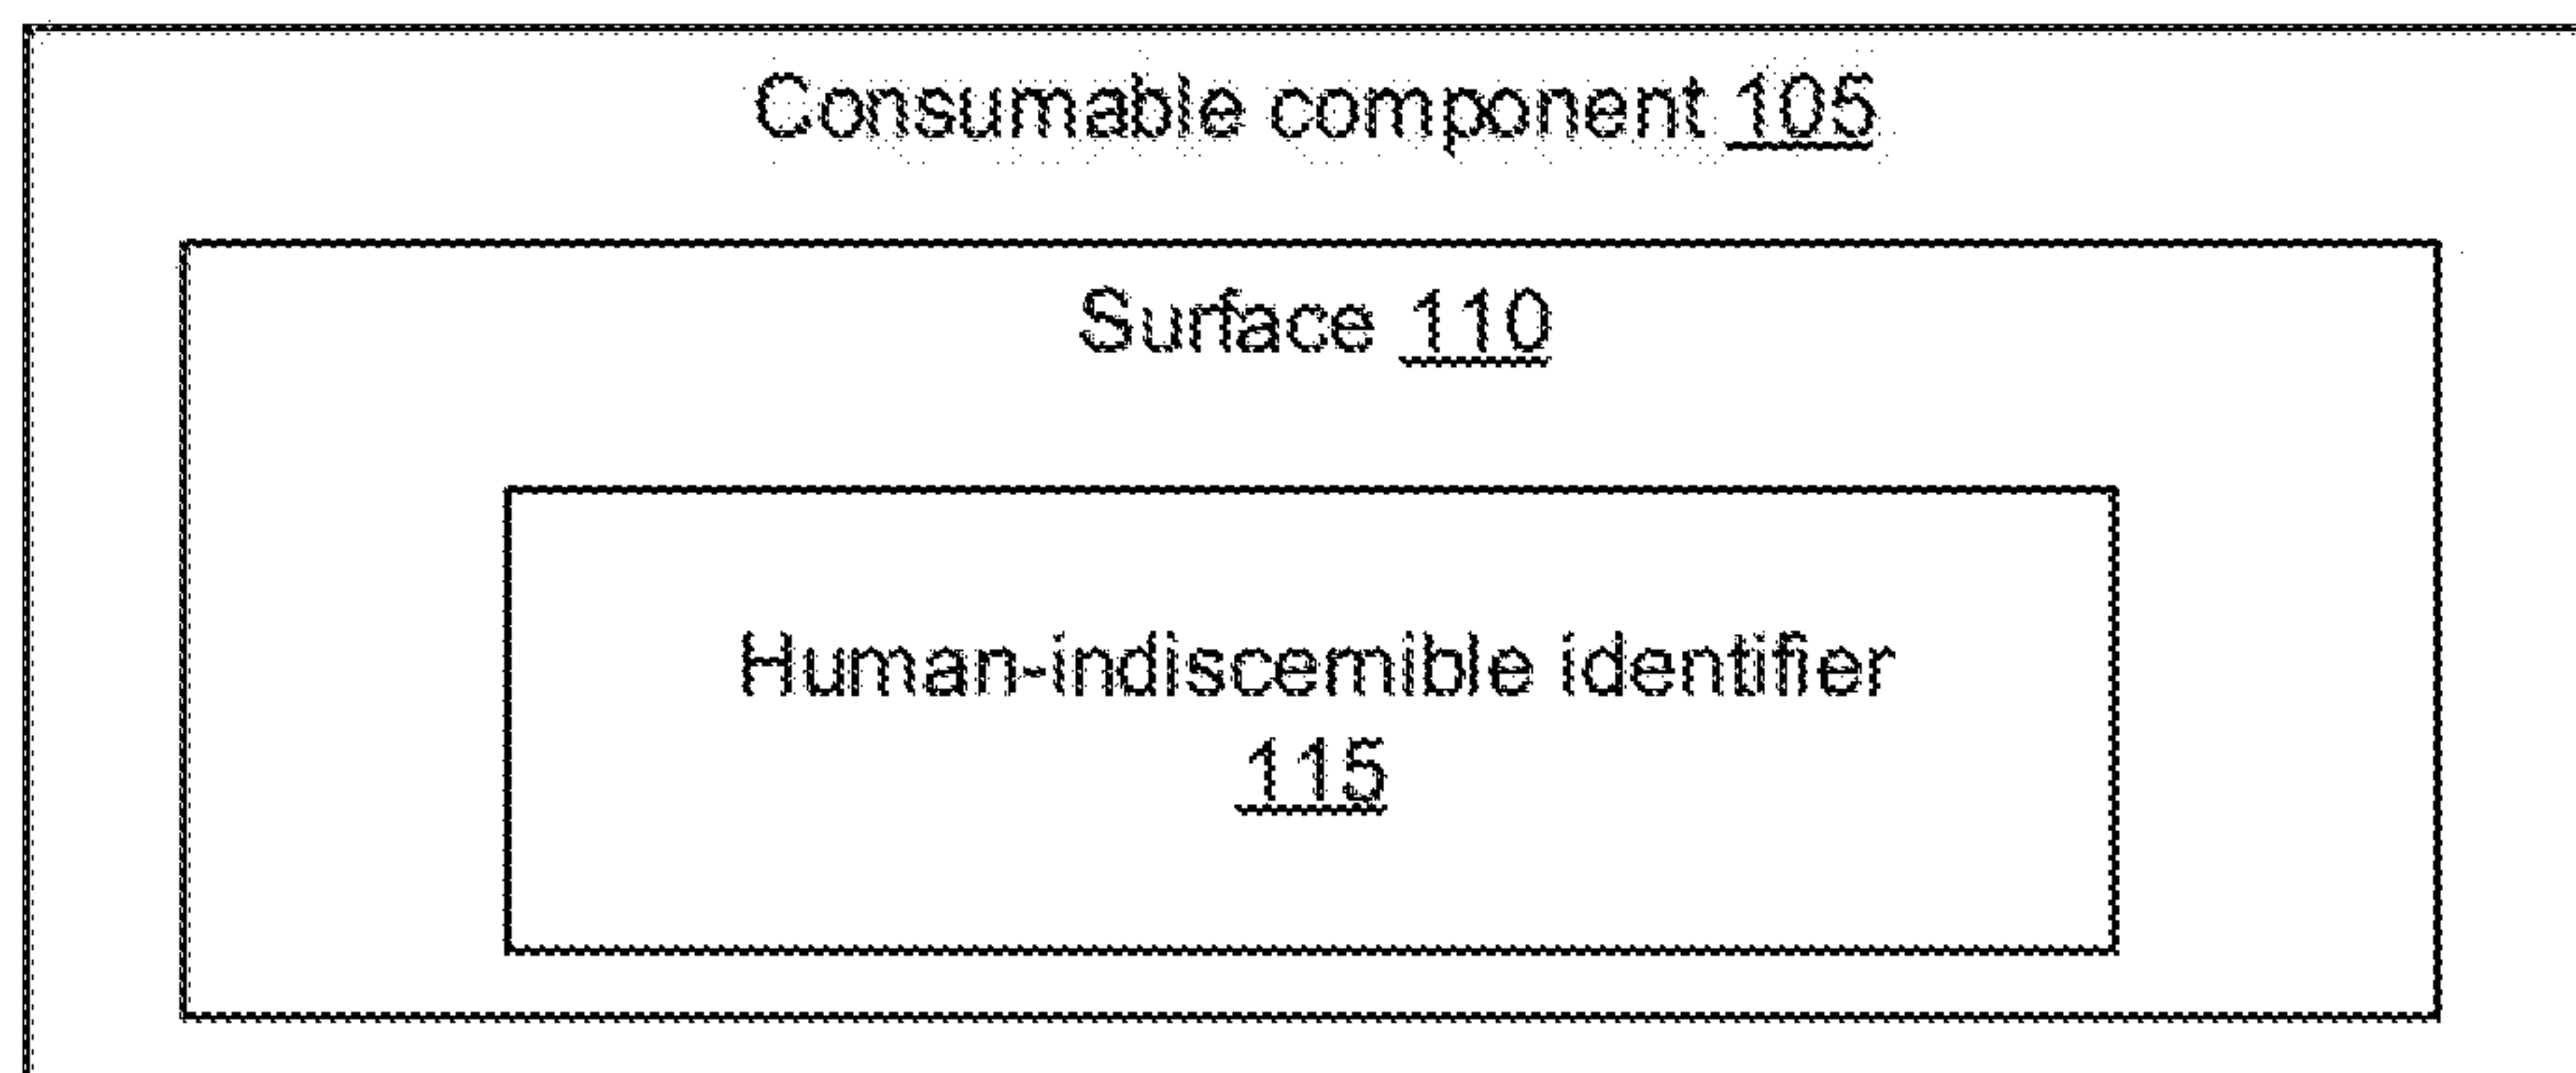 Consumable component 105
Surface 110
Human-indiscernible identifier
115